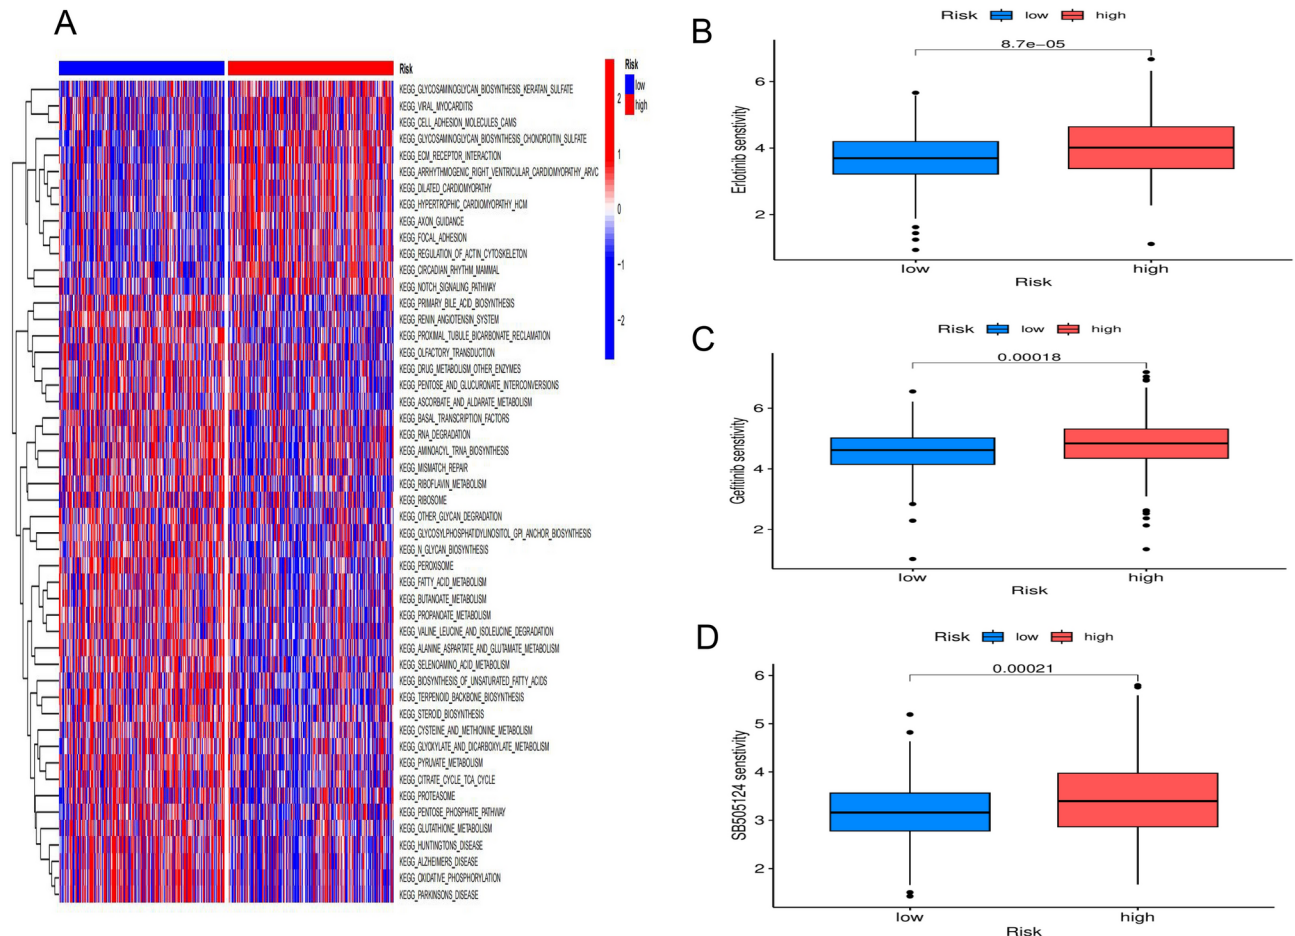 A
Risk
KEGG_GLYCOSAMINOGLYCAN_BIOSYNTHESIS_KERATAN_SULFATE
KEGG_VIRAL_MYOCARDITIS
KEGG_CELL_ADHESION_MOLECULES_CAMS
KEGG_GLYCOSAMINOGLYCAN_BIOSYNTHESIS_CHONDROITIN_SULFATE
KEGG_ECM_RECEPTOR_INTERACTION
KEGG_ARRHYTHMOGENIC_RIGHT_VENTRICULAR_CARDIOMYOPATHY_ARVC
KEGG_DILATED_CARDIOMYOPATHY
KEGG_HYPERTROPHIC_CARDIOMYOPATHY_HCM
KEGG_AXON_GUIDANCE
KEGG_FOCAL_ADHESION
KEGG_REGULATION_OF_ACTIN_CYTOSKELETON
KEGG_CIRCADIAN_RHYTHM_MAMMAL
KEGG_NOTCH_SIGNALING_PATHWAY
KEGG_PRIMARY_BILE_ACID_BIOSYNTHESIS
KEGG_RENIN_ANGIOTENSIN_SYSTEM
KEGG_PROXIMAL_TUBULE_BICARBONATE_RECLAMATION
KEGG_OLFACTORY_TRANSDUCTION
KEGG_DRUG_METABOLISM_OTHER_ENZYMES
KEGG_PENTOSE_AND_GLUCURONATE_INTERCONVERSIONS
KEGG_ASCORBATE_AND_ALDARATE_METABOLISM
KEGG_BASAL_TRANSCRIPTION_FACTORS
KEGG_RNA_DEGRADATION
KEGG_AMINOACYL_TRNA_BIOSYNTHESIS
KEGG_MISMATCH_REPAIR
KEGG_RIBOFLAVIN_METABOLISM
KEGG_RIBOSOME
KEGG_OTHER_GLYCAN_DEGRADATION
KEGG_GLYCOSYLPHOSPHATIDYLINOSITOL_GPI_ANCHOR_BIOSYNTHESIS
KEGG_N_GLYCAN_BIOSYNTHESIS
KEGG_PEROXISOME
KEGG_FATTY_ACID_METABOLISM
KEGG_BUTANOATE_METABOLISM
KEGG_PROPANOATE_METABOLISM
KEGG_VALINE_LEUCINE_AND_ISOLEUCINE_DEGRADATION
KEGG_ALANINE_ASPARTATE_AND_GLUTAMATE_METABOLISM
KEGG_SELENOAMINO_ACID_METABOLISM
KEGG_BIOSYNTHESIS_OF_UNSATURATED_FATTY_ACIDS
KEGG_TERPENOID_BACKBONE_BIOSYNTHESIS
KEGG_STEROID_BIOSYNTHESIS
KEGG_CYSTEINE_AND_METHIONINE_METABOLISM
KEGG_GLYOXYLATE_AND_DICARBOXYLATE_METABOLISM
KEGG_PYRUVATE_METABOLISM
KEGG_CITRATE_CYCLE_TCA_CYCLE
KEGG_PROTEASOME
KEGG_PENTOSE_PHOSPHATE_PATHWAY
KEGG_GLUTATHIONE_METABOLISM
KEGG_HUNTINGTONS_DISEASE
KEGG_ALZHEIMERS_DISEASE
KEGG_OXIDATIVE_PHOSPHORYLATION
KEGG_PARKINSONS_DISEASE
2
1
0
-1
-2
Risk
low
high
B
Risk low high
8.7e-05
Erlotinib senstivity
6
4
2
low high
Risk
C
Risk low high
0.00018
Gefitinib senstivity
6
4
2
low high
Risk
D
Risk low high
0.00021
SB505124 senstivity
6
5
4
3
2
low high
Risk